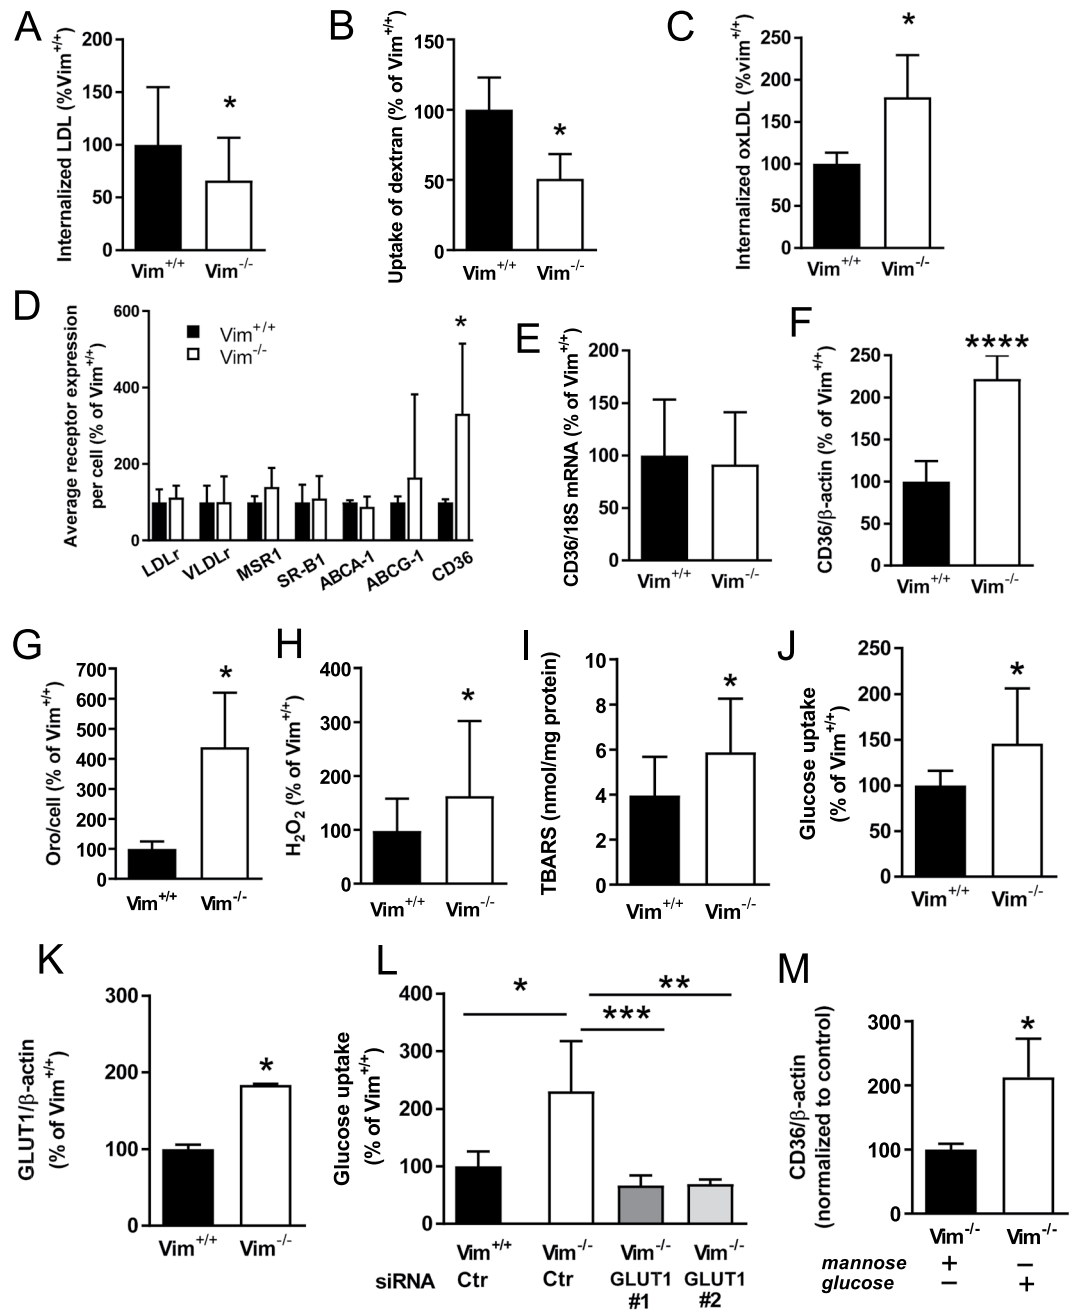 A
Internalized LDL (%Vim+/+)
200
150
100
50
0
*
Vim+/+ Vim-/-
B
Uptake of dextran (% of Vim+/+)
150
100
50
0
*
Vim+/+ Vim-/-
C
Internalized oxLDL (%vim+/+)
250
200
150
100
50
0
*
Vim+/+ Vim-/-
D
Average receptor expression
per cell (% of Vim+/+)
600
400
200
0
Vim+/+
Vim-/-
*
LDLr VLDLr MSR1 SR-B1 ABCA-1 ABCG-1 CD36
E
CD36/18S mRNA (% of Vim+/+)
200
150
100
50
0
Vim+/+ Vim-/-
F
CD36/β-actin (% of Vim+/+)
250
200
150
100
50
0
****
Vim+/+ Vim-/-
G
Oro/cell (% of Vim+/+)
700
600
500
400
300
200
100
0
*
Vim+/+ Vim-/-
H
H2O2 (% of Vim+/+)
400
300
200
100
0
*
Vim+/+ Vim-/-
I
TBARS (nmol/mg protein)
10
8
6
4
2
0
*
Vim+/+ Vim-/-
J
Glucose uptake
(% of Vim+/+)
250
200
150
100
50
0
*
Vim+/+ Vim-/-
K
GLUT1/β-actin
(% of Vim+/+)
300
200
100
0
*
Vim+/+ Vim-/-
L
Glucose uptake
(% of Vim+/+)
400
300
200
100
0
*
**
***
Vim+/+ Vim-/- Vim-/- Vim-/-
siRNA Ctr Ctr GLUT1 GLUT1
#1 #2
M
CD36/β-actin
(normalized to control)
300
200
100
0
*
Vim-/- Vim-/-
mannose + −
glucose − +